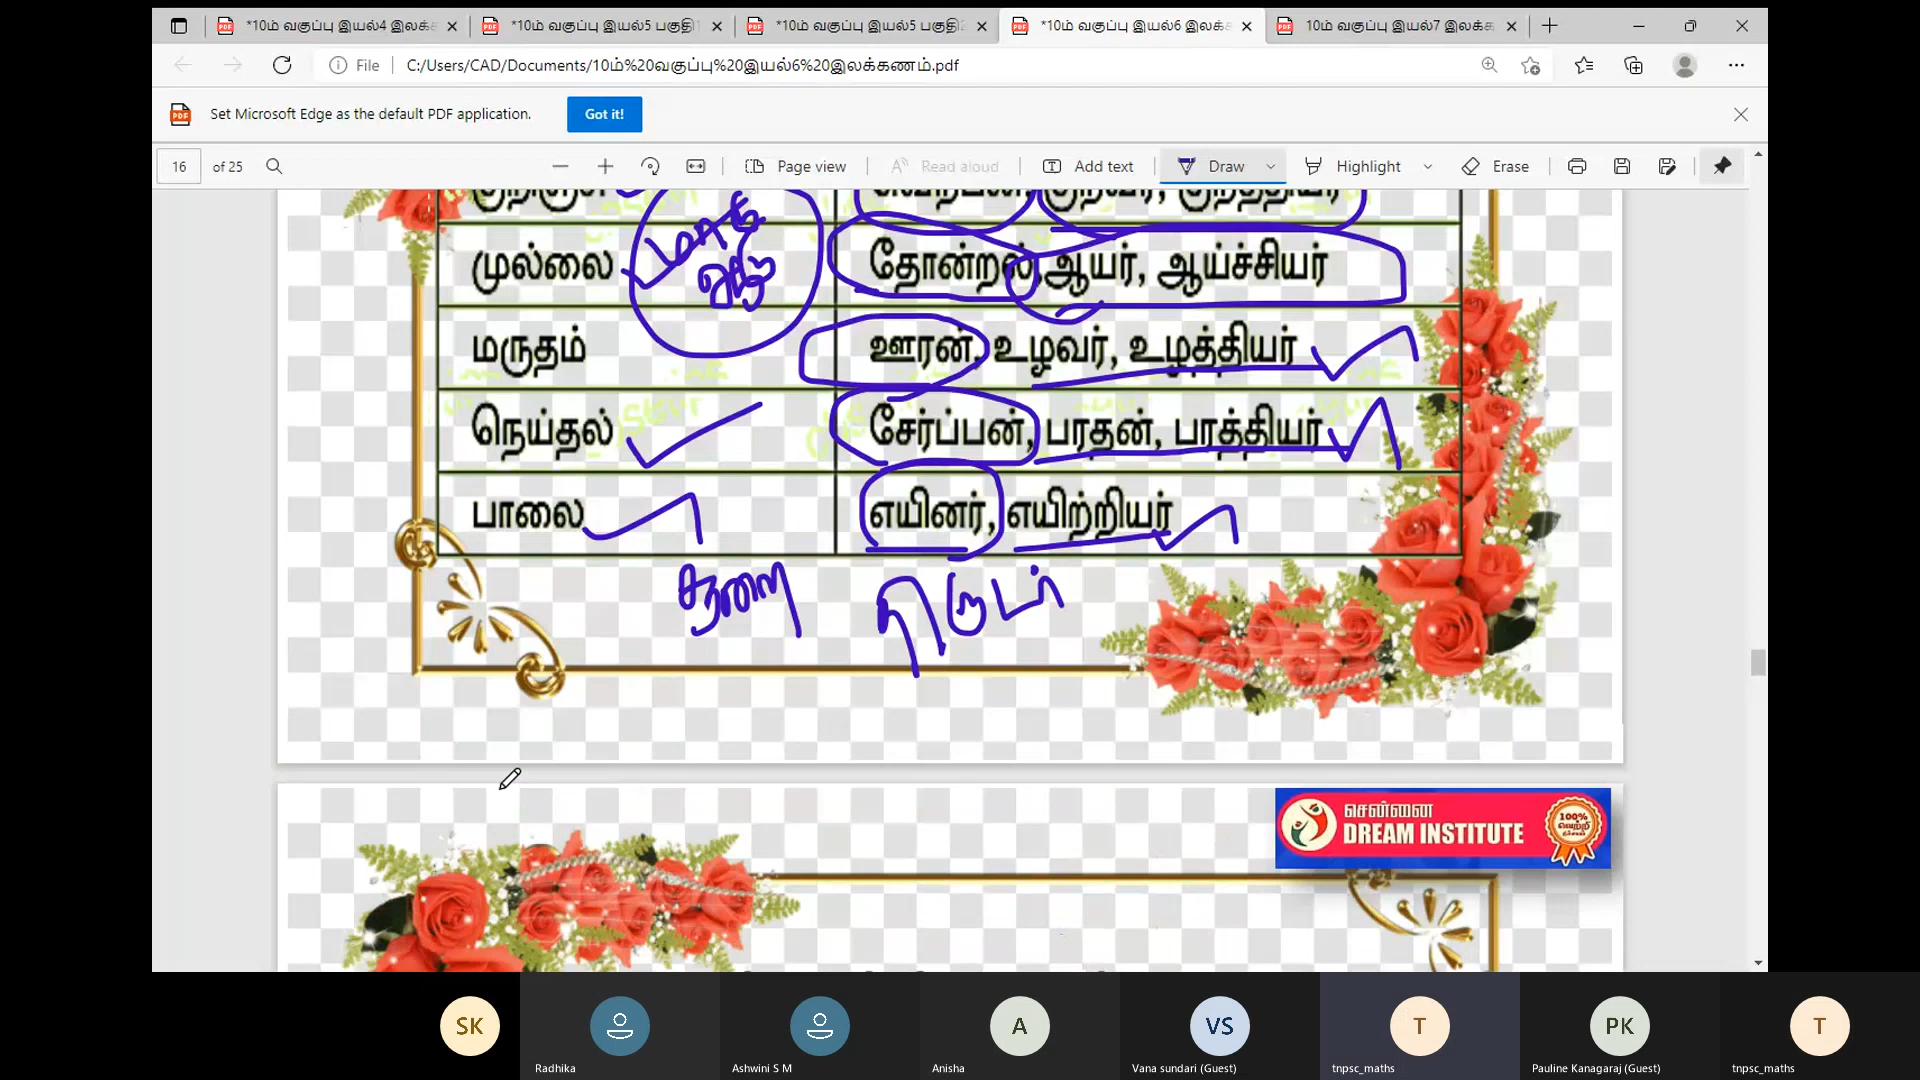 *10ம் வகுப்பு இயல்4 இலக்க
*10ம் வகுப்பு இயல்5 பகுதி1
*10ம் வகுப்பு இயல்5 பகுதி2
*10ம் வகுப்பு இயல்6 இலக்க
10ம் வகுப்பு இயல்7 இலக்க
File C:/Users/CAD/Documents/10ம்%20வகுப்பு%20இயல்6%20இலக்கணம்.pdf
Set Microsoft Edge as the default PDF application. Got it!
16 of 25 Page view Read aloud Add text Draw Highlight Erase
முல்லை தோன்றல், ஆயர், ஆய்ச்சியர்
மருதம் ஊரன், உழவர், உழத்தியர்
நெய்தல் சேர்ப்பன், பரதன், பாத்தியர்
பாலை எயினர், எயிற்றியர்
திருடர்
சென்னை
DREAM INSTITUTE
100%
வெற்றி
SK A VS T PK T
Radhika Ashwini S M Anisha Vana sundari (Guest) tnpsc_maths Pauline Kanagaraj (Guest) tnpsc_maths